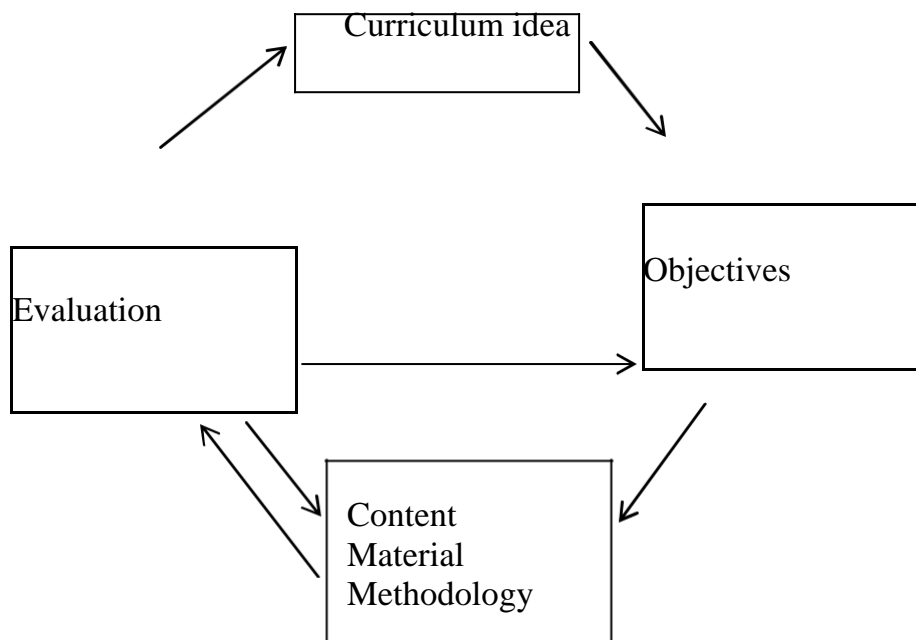 Curriculum idea
Objectives
Evaluation
Content
Material
Methodology